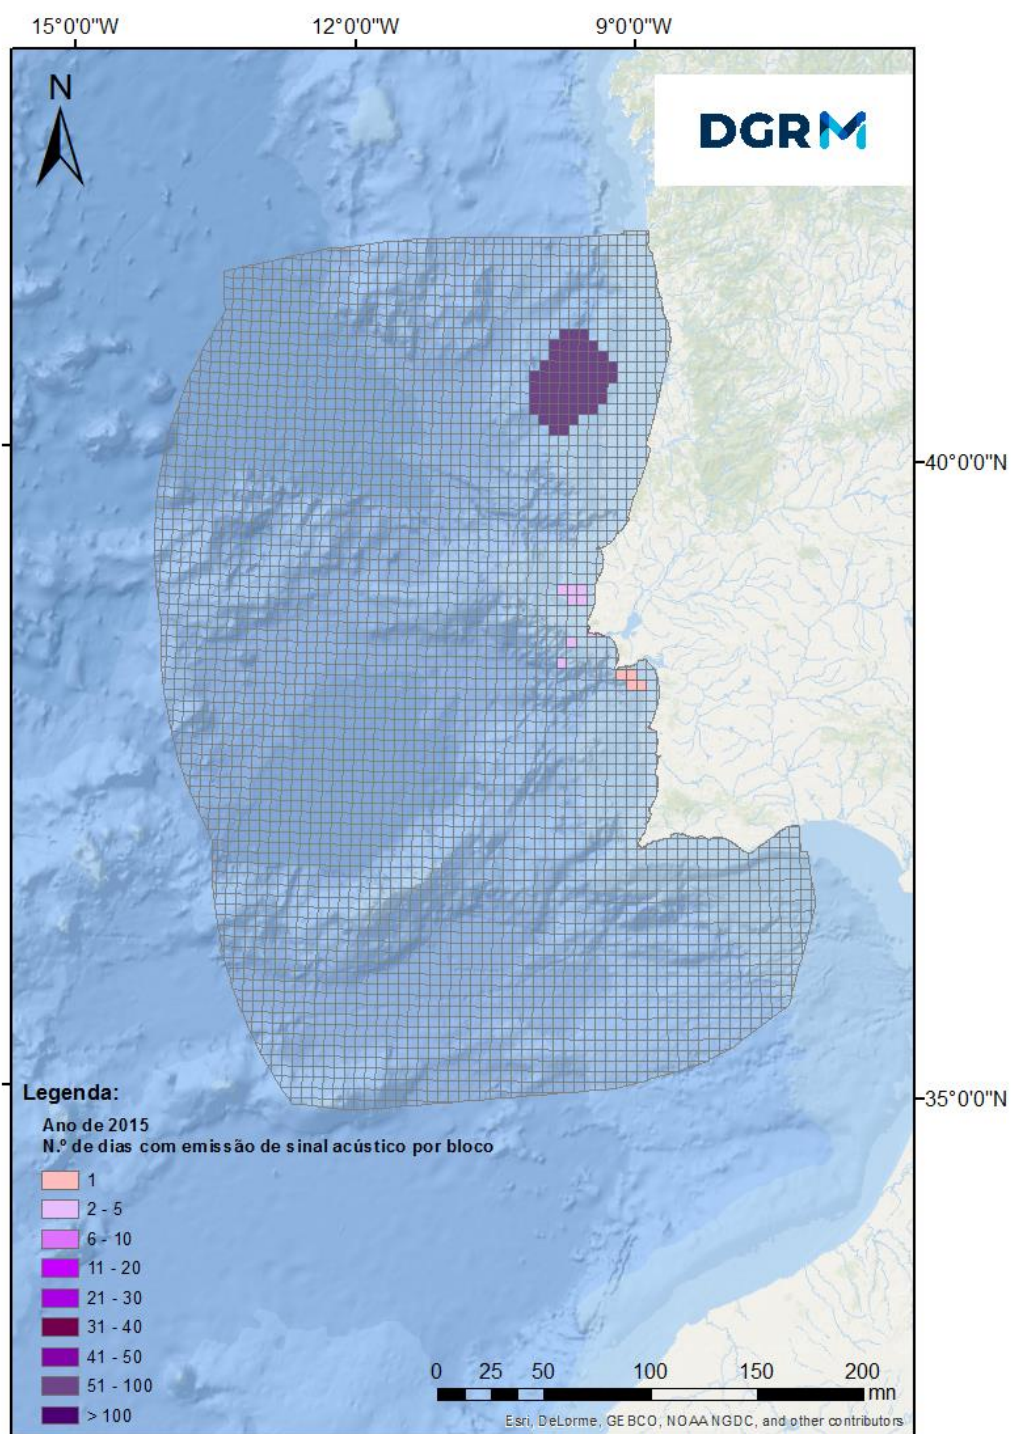 15°0'0"W 12°0'0"W 9°0'0"W
N
DGRM
40°0'0"N
35°0'0"N
Legenda:
Ano de 2015
N.º de dias com emissão de sinal acústico por bloco
1
2 - 5
6 - 10
11 - 20
21 - 30
31 - 40
41 - 50
51 - 100
> 100
0 25 50 100 150 200
mn
Esri, DeLorme, GEBCO, NOAA NGDC, and other contributors